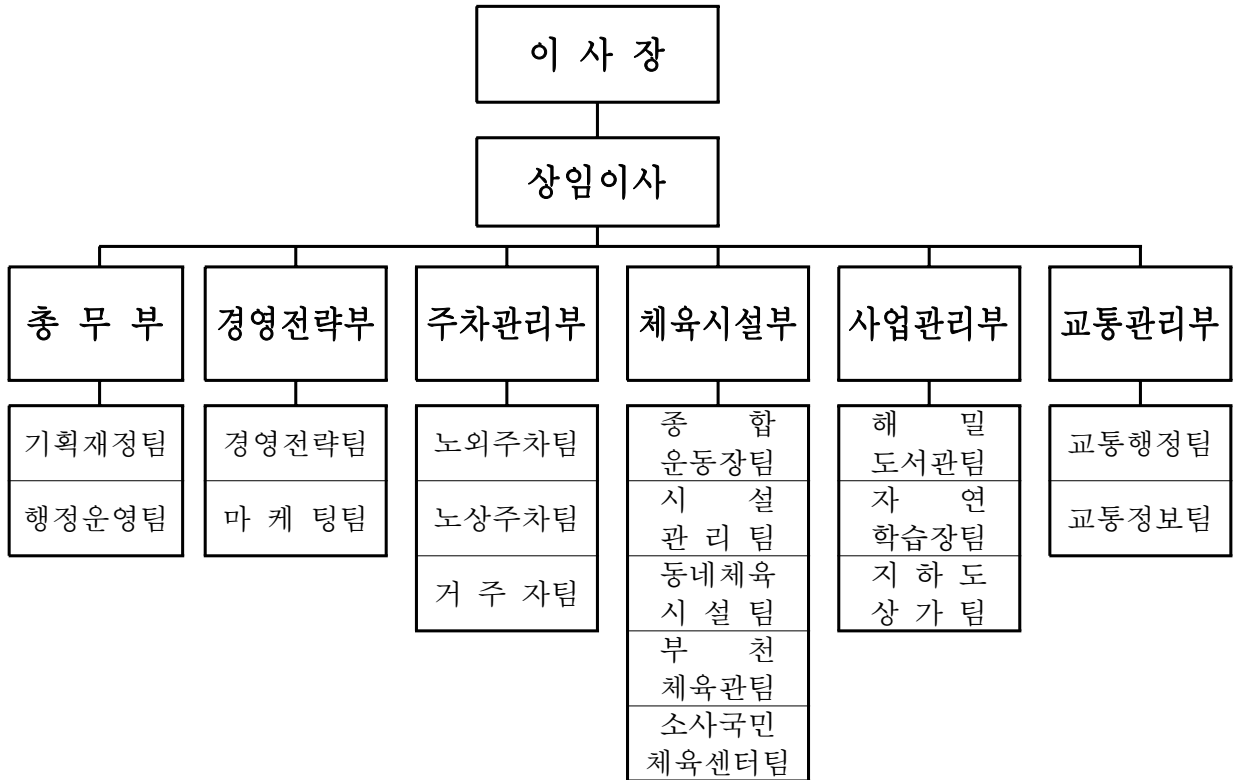 이 사 장
상임이사
총 무 부
경영전략부
주차관리부
체육시설부
사업관리부
교통관리부
기획재정팀
행정운영팀
경영전략팀
마 케 팅팀
노외주차팀
노상주차팀
거 주 자팀
종 합
운동장팀
시 설
관 리 팀
동네체육
시 설 팀
부 천
체육관팀
소사국민
체육센터팀
해 밀
도서관팀
자 연
학습장팀
지 하 도
상 가 팀
교통행정팀
교통정보팀